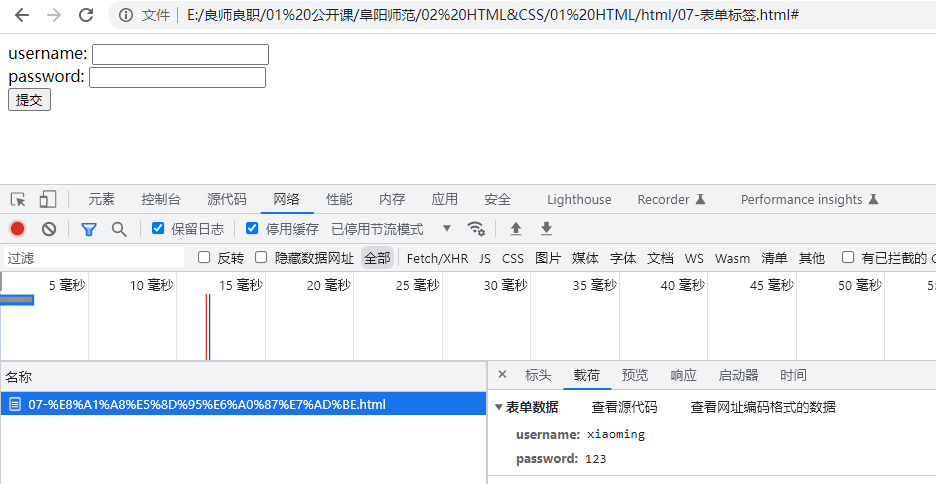 文件 E:/良师良职/01%20公开课/阜阳师范/02%20HTML&CSS/01%20HTML/html/07-表单标签.html#
username:
password:
提交
元素 控制台 源代码 网络 性能 内存 应用 安全 Lighthouse Recorder Performance insights
保留日志 停用缓存 已停用节流模式
过滤 反转 隐藏数据网址 全部 Fetch/XHR JS CSS 图片 媒体 字体 文档 WS Wasm 清单 其他 有已拦截的
5 毫秒 10 毫秒 15 毫秒 20 毫秒 25 毫秒 30 毫秒 35 毫秒 40 毫秒 45 毫秒 50 毫秒
名称 × 标头 载荷 预览 响应 启动器 时间
07-%E8%A1%A8%E5%8D%95%E6%A0%87%E7%AD%BE.html
表单数据 查看源代码 查看网址编码格式的数据
username: xiaoming
password: 123